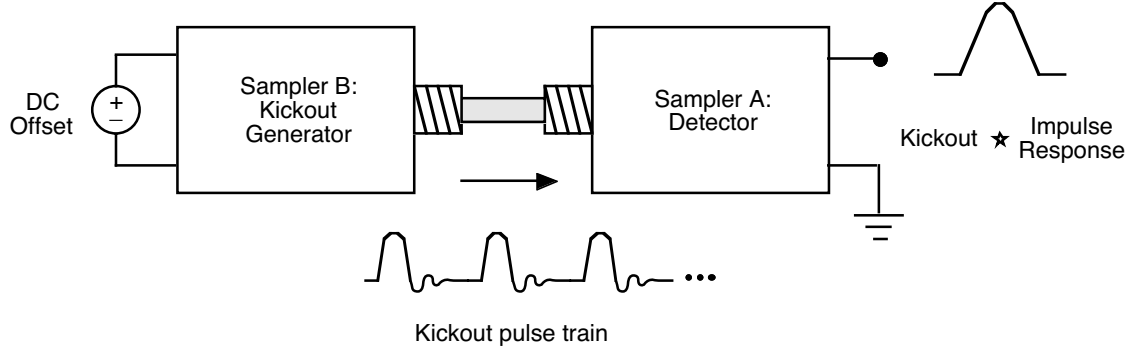 DC
Offset
+
–
Sampler B:
Kickout
Generator
Sampler A:
Detector
Kickout ☆ Impulse
Response
Kickout pulse train